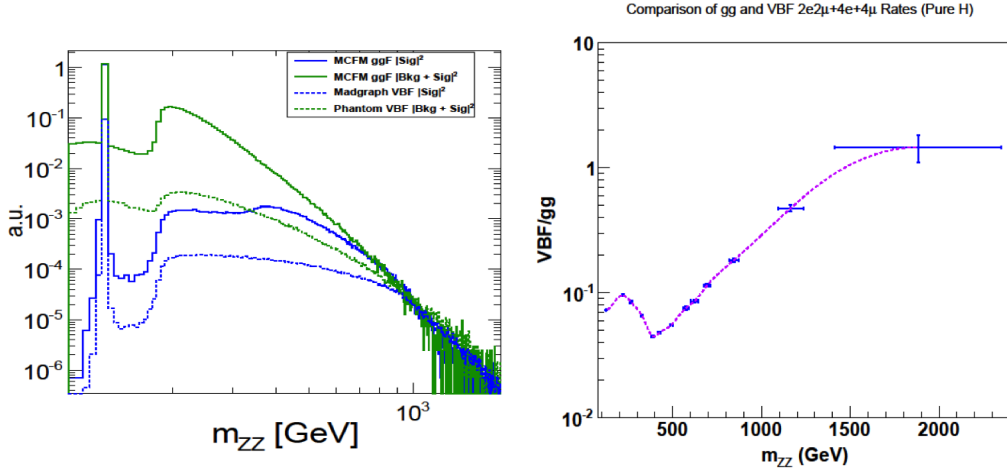 Comparison of gg and VBF 2e2μ+4e+4μ Rates (Pure H)
MCFM ggF |Sig|²
MCFM ggF |Bkg + Sig|²
Madgraph VBF |Sig|²
Phantom VBF |Bkg + Sig|²
1
10⁻¹
10⁻²
10⁻³
10⁻⁴
10⁻⁵
10⁻⁶
a.u.
10³
m_ZZ [GeV]
10
1
10⁻¹
10⁻²
VBF/gg
500 1000 1500 2000
m_ZZ (GeV)